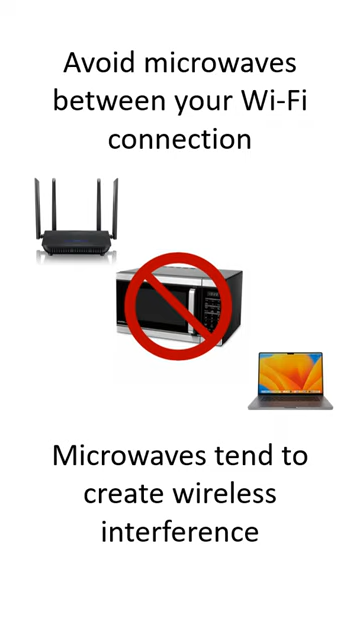 Avoid microwaves
between your Wi-Fi
connection
Microwaves tend to
create wireless
interference